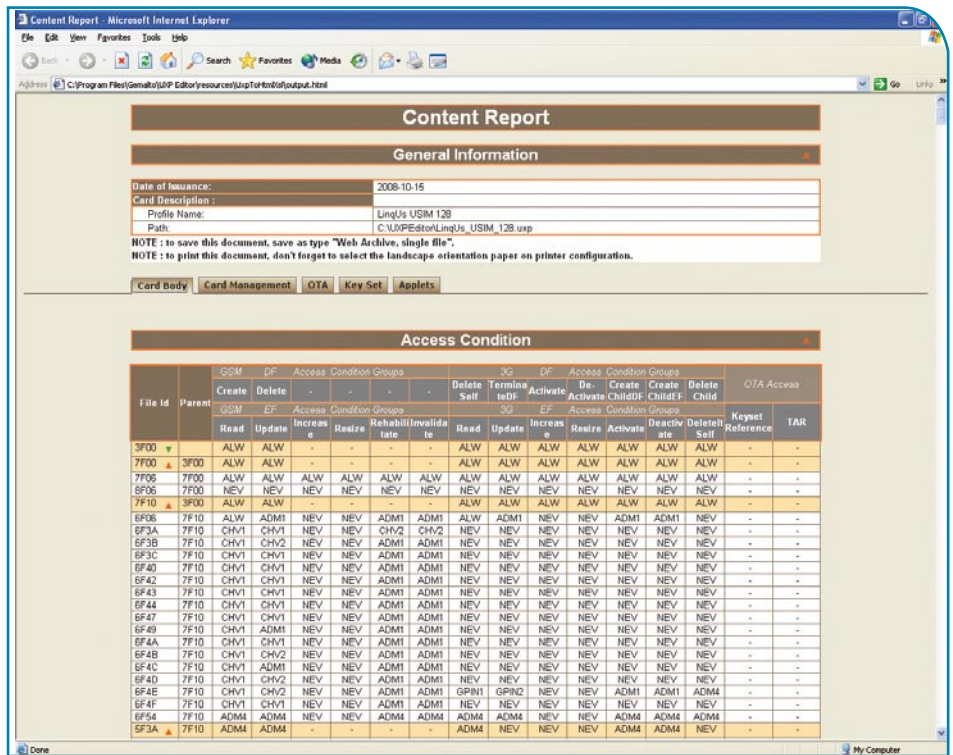 Content Report - Microsoft Internet Explorer
File Edit View Favorites Tools Help
Back Search Favorites Media
Address C:\Program Files\Gemalto\UXP Editor\resources\UxpToHtml\sf\output.html Go Links
Content Report
General Information
Date of Issuance: 2008-10-15
Card Description :
Profile Name: LinqUs USIM 128
Path: C:\UXPEditor\LinqUs_USIM_128.uxp
NOTE : to save this document, save as type "Web Archive, single file".
NOTE : to print this document, don't forget to select the landscape orientation paper on printer configuration.
Card Body Card Management OTA Key Set Applets
Access Condition
File Id Parent GSM DF Access Condition Groups 3G DF Access Condition Groups OTA Access
Create Delete - - - - Delete Self TerminateDF Activate De-Activate Create ChildDF Create ChildEF Delete Child
GSM EF Access Condition Groups 3G EF Access Condition Groups
Read Update Increase Resize Rehabilitate Invalidate Read Update Increase Resize Activate Deactivate DeleteItSelf Keyset Reference TAR
3F00 ALW ALW - - - - ALW ALW ALW ALW ALW ALW ALW - -
7F00 3F00 ALW ALW - - - - ALW ALW ALW ALW ALW ALW ALW - -
7F06 7F00 ALW ALW ALW ALW ALW ALW ALW ALW ALW ALW ALW ALW ALW - -
6F06 7F00 NEV NEV NEV NEV NEV NEV NEV NEV NEV NEV NEV NEV NEV - -
7F10 3F00 ALW ALW - - - - ALW ALW ALW ALW ALW ALW ALW - -
6F06 7F10 ALW ADM1 NEV NEV ADM1 ADM1 ALW ADM1 NEV NEV ADM1 ADM1 NEV - -
6F3A 7F10 CHV1 CHV1 NEV NEV CHV2 CHV2 NEV NEV NEV NEV NEV NEV NEV - -
6F3B 7F10 CHV1 CHV2 NEV NEV ADM1 ADM1 NEV NEV NEV NEV NEV NEV NEV - -
6F3C 7F10 CHV1 CHV1 NEV NEV ADM1 ADM1 NEV NEV NEV NEV NEV NEV NEV - -
6F40 7F10 CHV1 CHV1 NEV NEV ADM1 ADM1 NEV NEV NEV NEV NEV NEV NEV - -
6F42 7F10 CHV1 CHV1 NEV NEV ADM1 ADM1 NEV NEV NEV NEV NEV NEV NEV - -
6F43 7F10 CHV1 CHV1 NEV NEV ADM1 ADM1 NEV NEV NEV NEV NEV NEV NEV - -
6F44 7F10 CHV1 CHV1 NEV NEV ADM1 ADM1 NEV NEV NEV NEV NEV NEV NEV - -
6F47 7F10 CHV1 CHV1 NEV NEV ADM1 ADM1 NEV NEV NEV NEV NEV NEV NEV - -
6F49 7F10 CHV1 ADM1 NEV NEV ADM1 ADM1 NEV NEV NEV NEV NEV NEV NEV - -
6F4A 7F10 CHV1 CHV1 NEV NEV ADM1 ADM1 NEV NEV NEV NEV NEV NEV NEV - -
6F4B 7F10 CHV1 CHV2 NEV NEV ADM1 ADM1 NEV NEV NEV NEV NEV NEV NEV - -
6F4C 7F10 CHV1 ADM1 NEV NEV ADM1 ADM1 NEV NEV NEV NEV NEV NEV NEV - -
6F4D 7F10 CHV1 CHV2 NEV NEV ADM1 ADM1 NEV NEV NEV NEV NEV NEV NEV - -
6F4E 7F10 CHV1 CHV2 NEV NEV ADM1 ADM1 GPIN1 GPIN2 NEV NEV ADM1 ADM1 ADM4 - -
6F4F 7F10 CHV1 CHV1 NEV NEV ADM1 ADM1 NEV NEV NEV NEV NEV NEV NEV - -
6F54 7F10 ADM4 ADM4 NEV NEV ADM4 ADM4 ADM4 ADM4 NEV NEV ADM4 ADM4 ADM4 - -
5F3A 7F10 ADM4 ADM4 - - - - ADM4 NEV NEV NEV ADM4 ADM4 ADM4 - -
Done My Computer